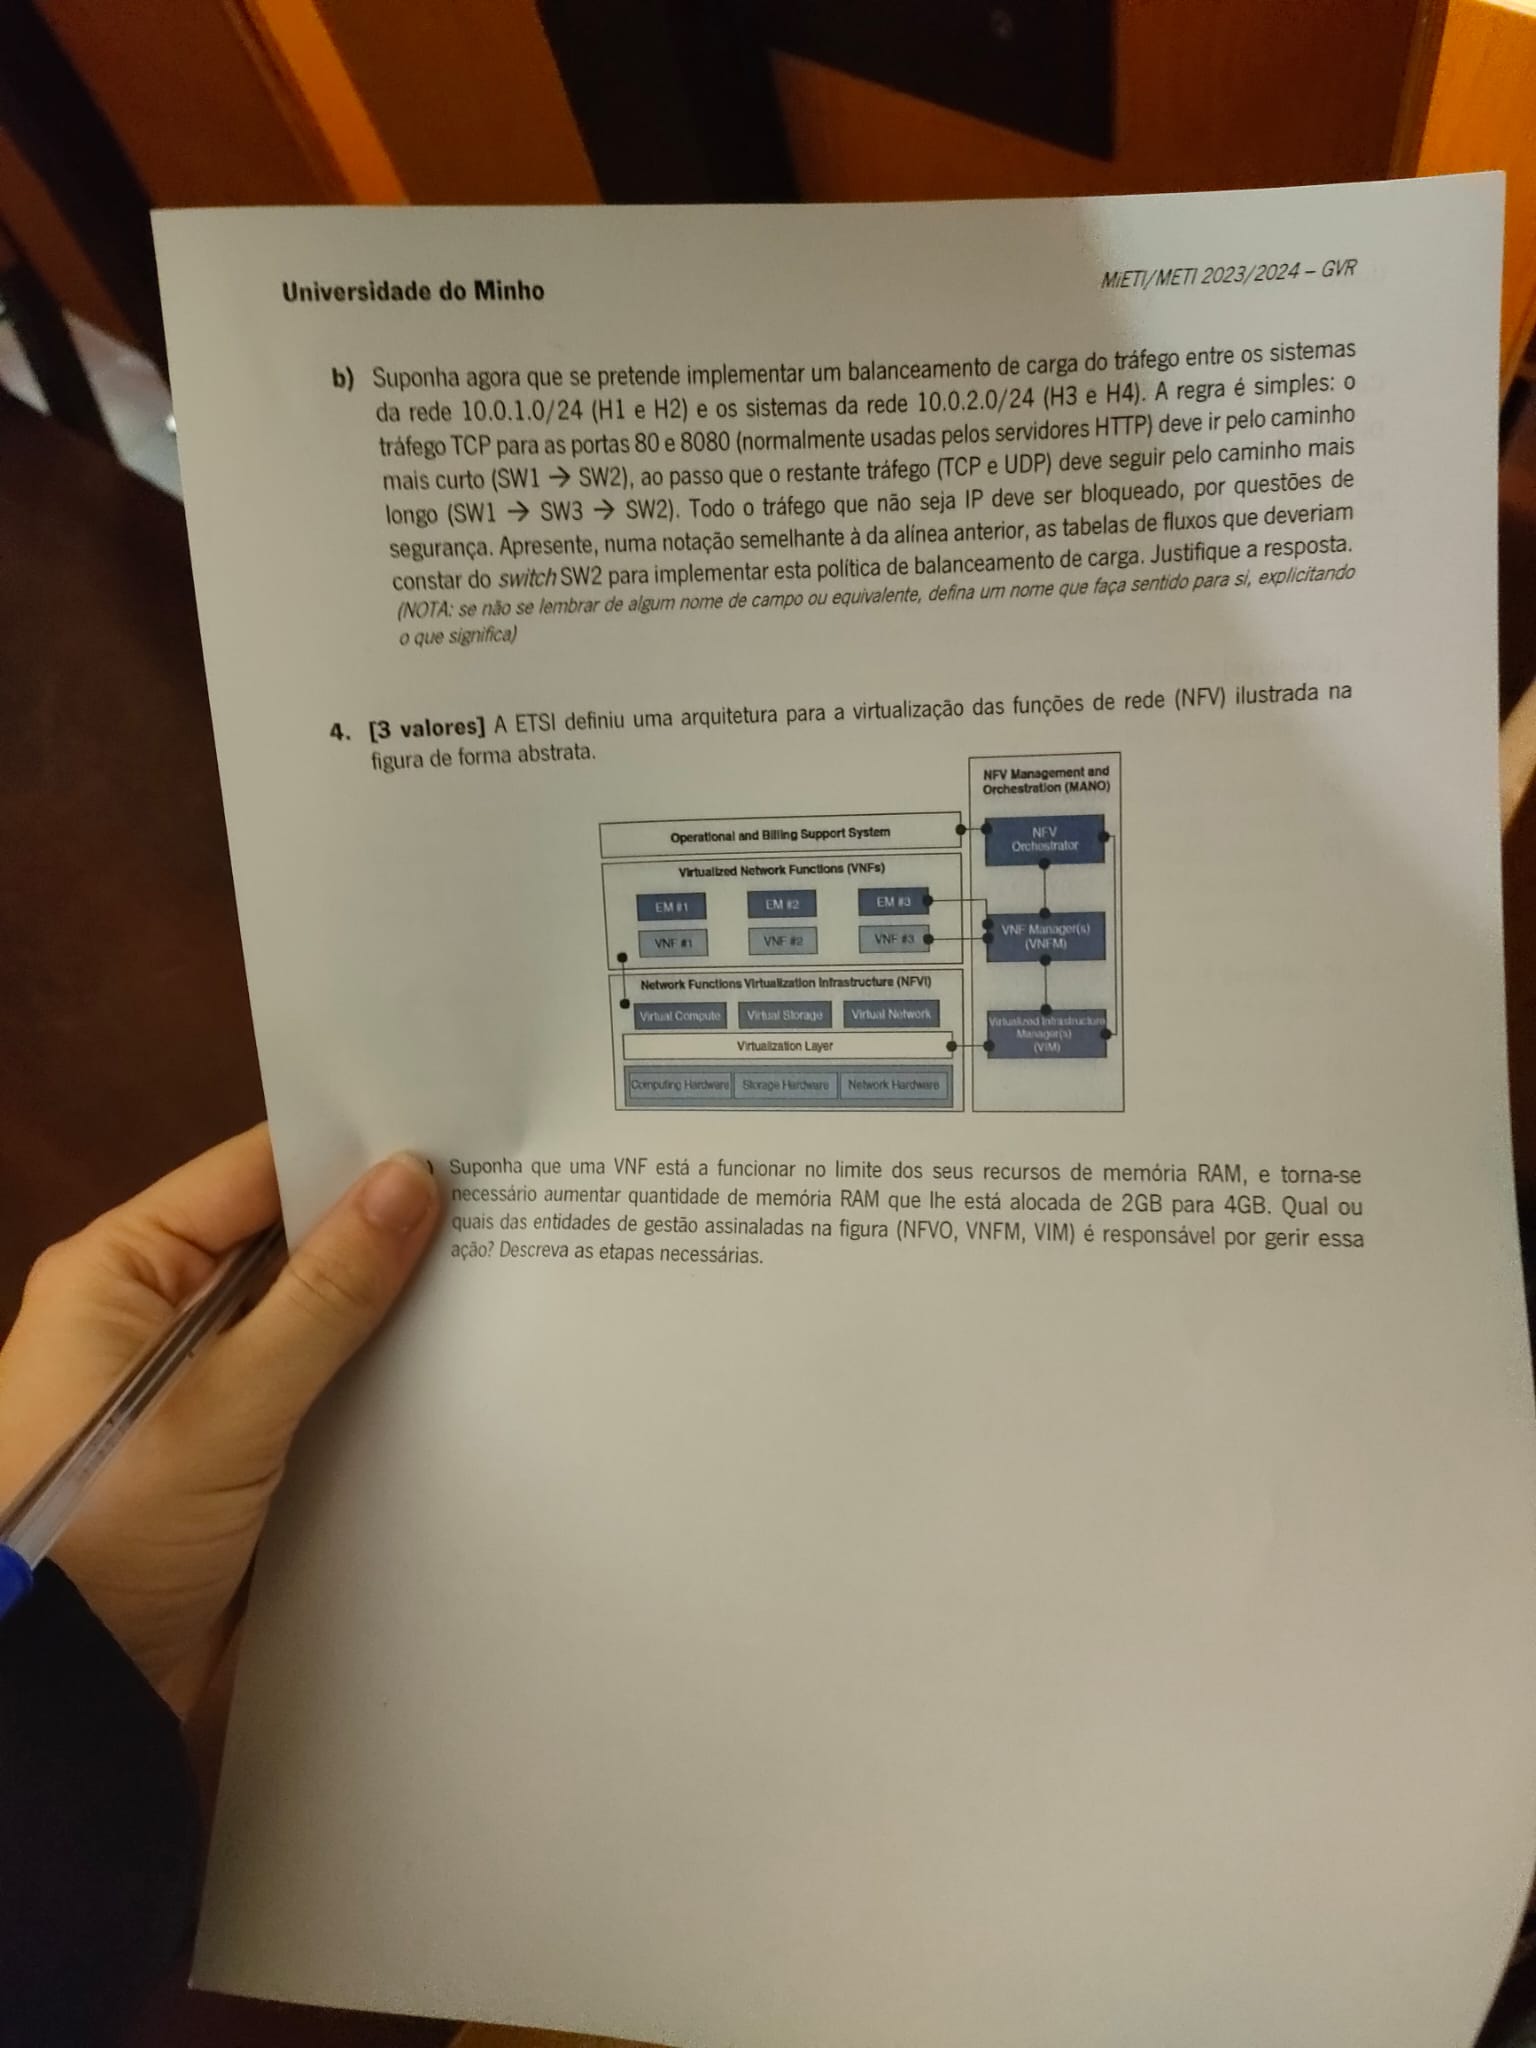 Universidade do Minho
MiETI/METI 2023/2024 – GVR
b) Suponha agora que se pretende implementar um balanceamento de carga do tráfego entre os sistemas
da rede 10.0.1.0/24 (H1 e H2) e os sistemas da rede 10.0.2.0/24 (H3 e H4). A regra é simples: o
tráfego TCP para as portas 80 e 8080 (normalmente usadas pelos servidores HTTP) deve ir pelo caminho
mais curto (SW1 → SW2), ao passo que o restante tráfego (TCP e UDP) deve seguir pelo caminho mais
longo (SW1 → SW3 → SW2). Todo o tráfego que não seja IP deve ser bloqueado, por questões de
segurança. Apresente, numa notação semelhante à da alínea anterior, as tabelas de fluxos que deveriam
constar do switch SW2 para implementar esta política de balanceamento de carga. Justifique a resposta.
(NOTA: se não se lembrar de algum nome de campo ou equivalente, defina um nome que faça sentido para si, explicitando
o que significa)
4. [3 valores] A ETSI definiu uma arquitetura para a virtualização das funções de rede (NFV) ilustrada na
figura de forma abstrata.
NFV Management and
Orchestration (MANO)
Operational and Billing Support System
NFV
Orchestrator
Virtualized Network Functions (VNFs)
EM #1 EM #2 EM #3
VNF #1 VNF #2 VNF #3
VNF Manager(s)
(VNFM)
Network Functions Virtualization Infrastructure (NFVI)
Virtual Compute Virtual Storage Virtual Network
Virtualized Infrastructure
Manager(s)
(VIM)
Virtualization Layer
Computing Hardware Storage Hardware Network Hardware
) Suponha que uma VNF está a funcionar no limite dos seus recursos de memória RAM, e torna-se
necessário aumentar quantidade de memória RAM que lhe está alocada de 2GB para 4GB. Qual ou
quais das entidades de gestão assinaladas na figura (NFVO, VNFM, VIM) é responsável por gerir essa
ação? Descreva as etapas necessárias.